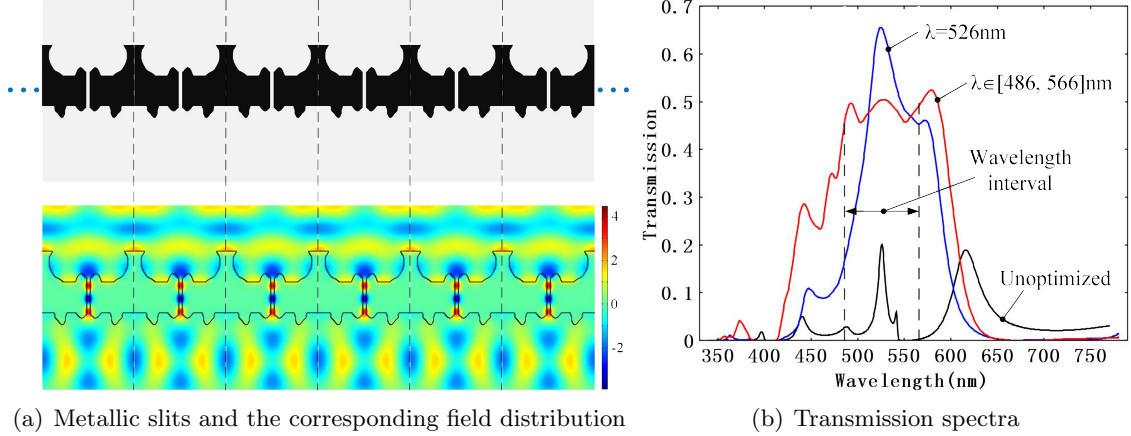 4
2
0
-2
0.7
0.6
0.5
0.4
0.3
0.2
0.1
0
Transmission
λ=526nm
λ∈[486, 566]nm
Wavelength
interval
Unoptimized
350 400 450 500 550 600 650 700 750
Wavelength(nm)
(a) Metallic slits and the corresponding field distribution
(b) Transmission spectra